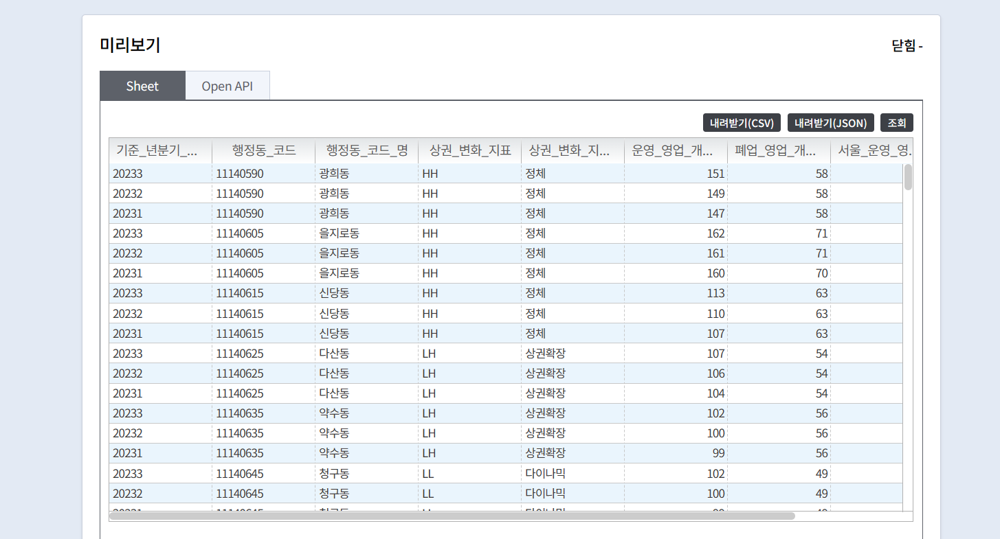 미리보기 닫힘 -
Sheet Open API
내려받기(CSV) 내려받기(JSON) 조회
기준_년분기_... 행정동_코드 행정동_코드_명 상권_변화_지표 상권_변화_지... 운영_영업_개... 폐업_영업_개... 서울_운영_영.
20233 11140590 광희동 HH 정체 151 58
20232 11140590 광희동 HH 정체 149 58
20231 11140590 광희동 HH 정체 147 58
20233 11140605 을지로동 HH 정체 162 71
20232 11140605 을지로동 HH 정체 161 71
20231 11140605 을지로동 HH 정체 160 70
20233 11140615 신당동 HH 정체 113 63
20232 11140615 신당동 HH 정체 110 63
20231 11140615 신당동 HH 정체 107 63
20233 11140625 다산동 LH 상권확장 107 54
20232 11140625 다산동 LH 상권확장 106 54
20231 11140625 다산동 LH 상권확장 104 54
20233 11140635 약수동 LH 상권확장 102 56
20232 11140635 약수동 LH 상권확장 100 56
20231 11140635 약수동 LH 상권확장 99 56
20233 11140645 청구동 LL 다이나믹 102 49
20232 11140645 청구동 LL 다이나믹 100 49